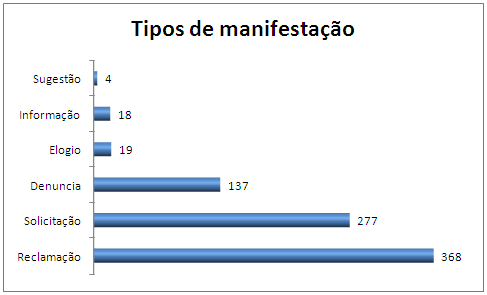 Tipos de manifestação
Sugestão 4
Informação 18
Elogio 19
Denuncia 137
Solicitação 277
Reclamação 368